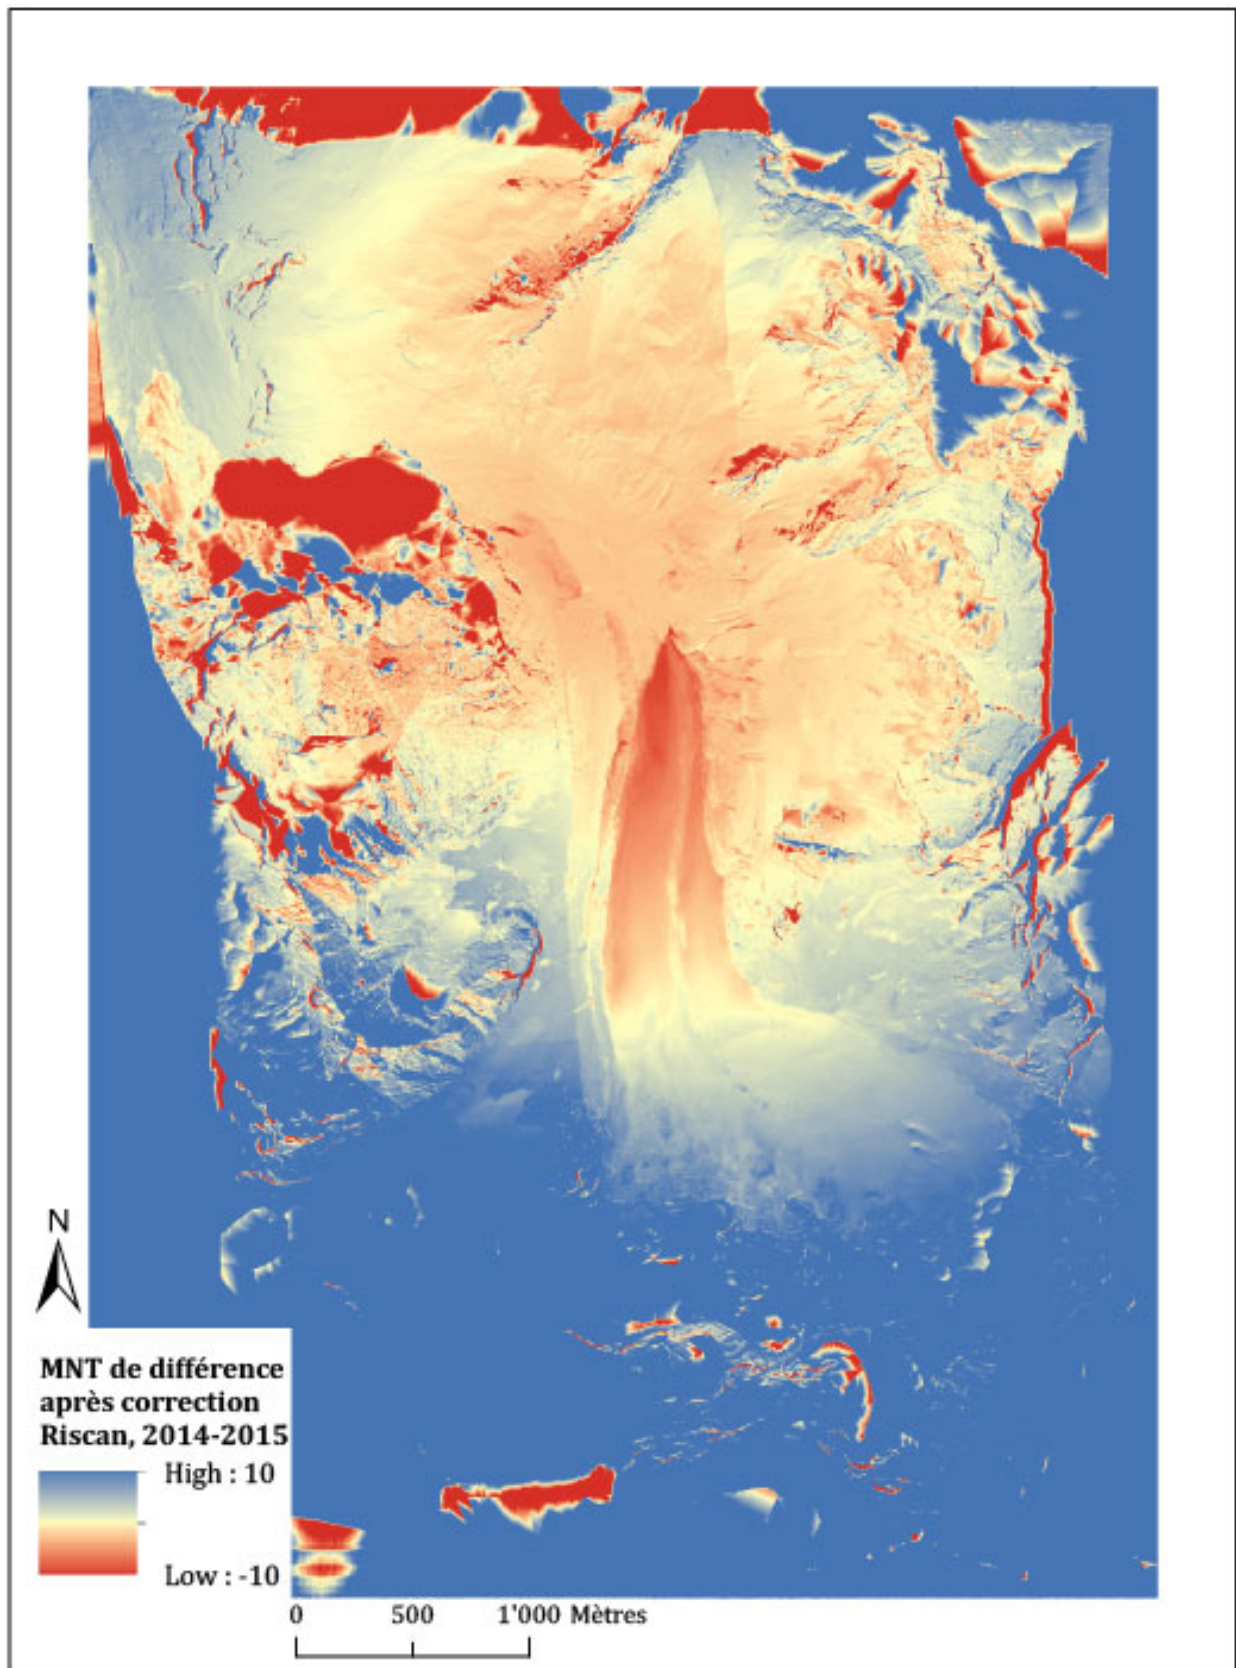 N
MNT de différence
après correction
Riscan, 2014-2015
High : 10
Low : -10
0 500 1'000 Mètres